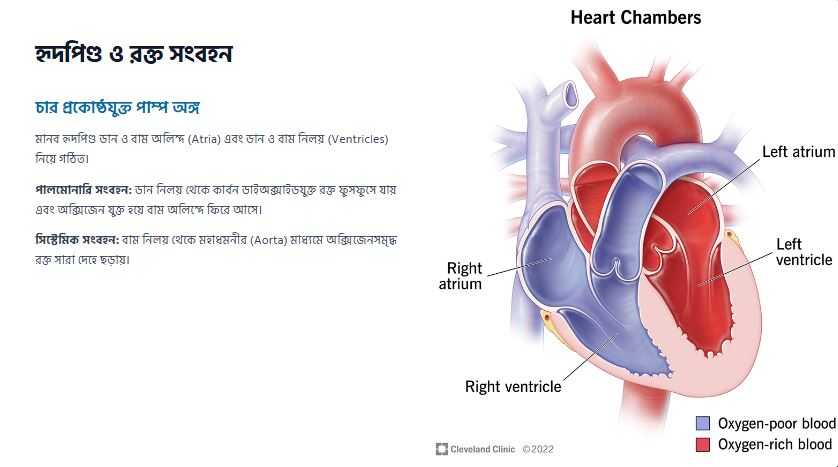 হৃদপিণ্ড ও রক্ত সংবহন
চার প্রকোষ্ঠযুক্ত পাম্প অঙ্গ
মানব হৃদপিণ্ড ডান ও বাম অলিন্দ (Atria) এবং ডান ও বাম নিলয় (Ventricles)
নিয়ে গঠিত।
পালমোনারি সংবহন: ডান নিলয় থেকে কার্বন ডাইঅক্সাইডযুক্ত রক্ত ফুসফুসে যায়
এবং অক্সিজেন যুক্ত হয়ে বাম অলিন্দে ফিরে আসে।
সিস্টেমিক সংবহন: বাম নিলয় থেকে মহাধমনীর (Aorta) মাধ্যমে অক্সিজেনসমৃদ্ধ
রক্ত সারা দেহে ছড়ায়।
Heart Chambers
Left atrium
Left
ventricle
Right
atrium
Right ventricle
Oxygen-poor blood
Oxygen-rich blood
Cleveland Clinic ©2022